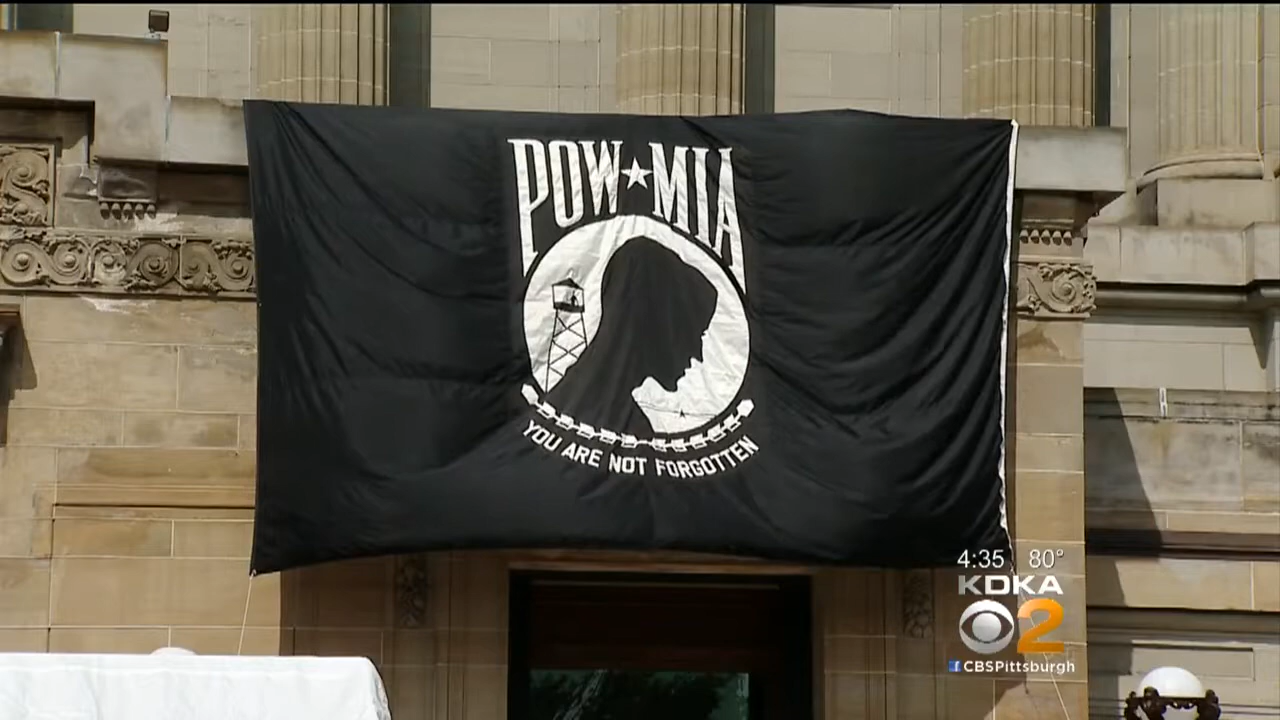 POW★MIA
YOU ARE NOT FORGOTTEN
4:35 80°
KDKA
2
f CBSPittsburgh